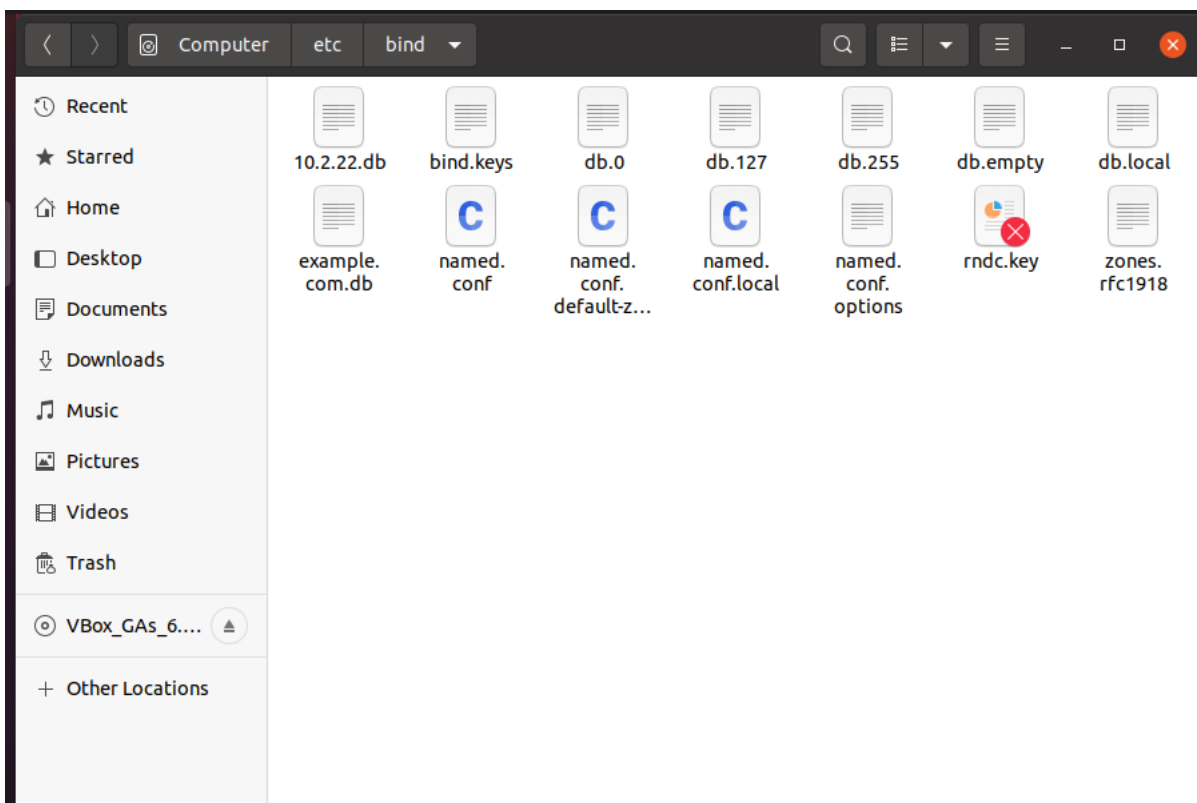 Computer etc bind
Recent
Starred
Home
Desktop
Documents
Downloads
Music
Pictures
Videos
Trash
VBox_GAs_6....
Other Locations
10.2.22.db bind.keys db.0 db.127 db.255 db.empty db.local
example. named. named. named. named. rndc.key zones.
com.db conf conf. conf.local conf. rfc1918
default-z... options